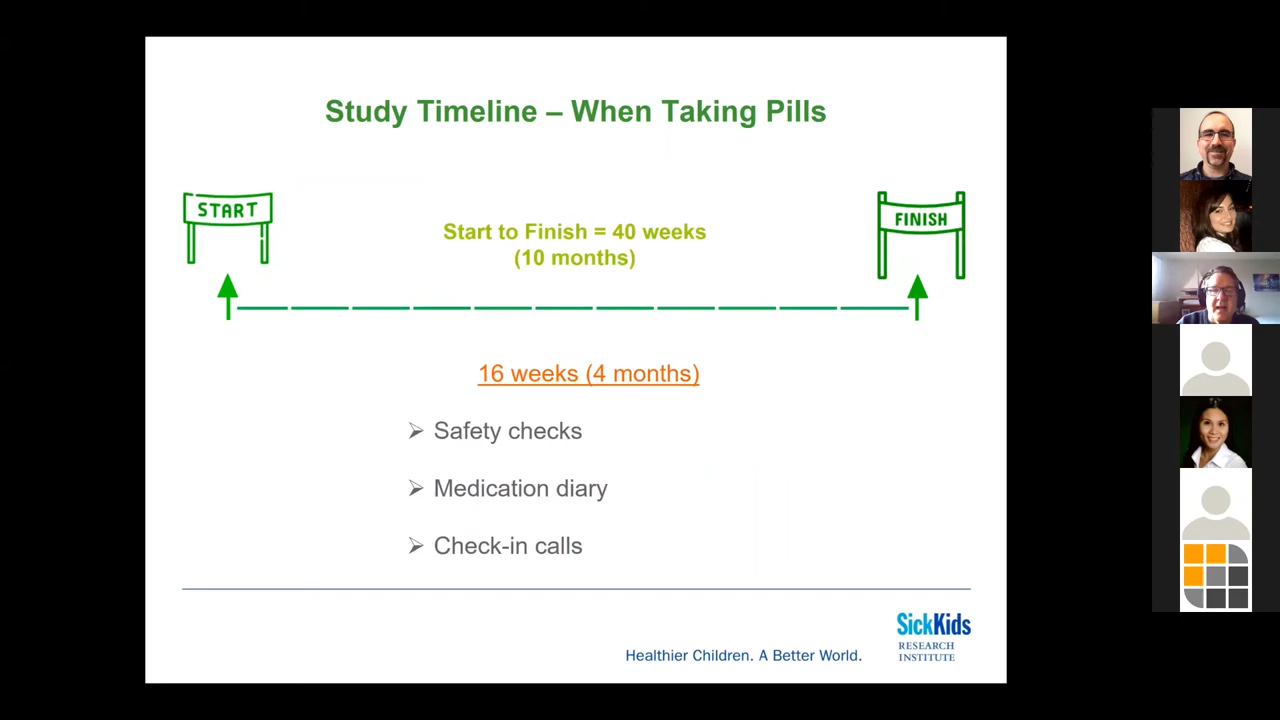 Study Timeline – When Taking Pills
START
FINISH
Start to Finish = 40 weeks
(10 months)
16 weeks (4 months)
Safety checks
Medication diary
Check-in calls
Healthier Children. A Better World.
SickKids
RESEARCH
INSTITUTE